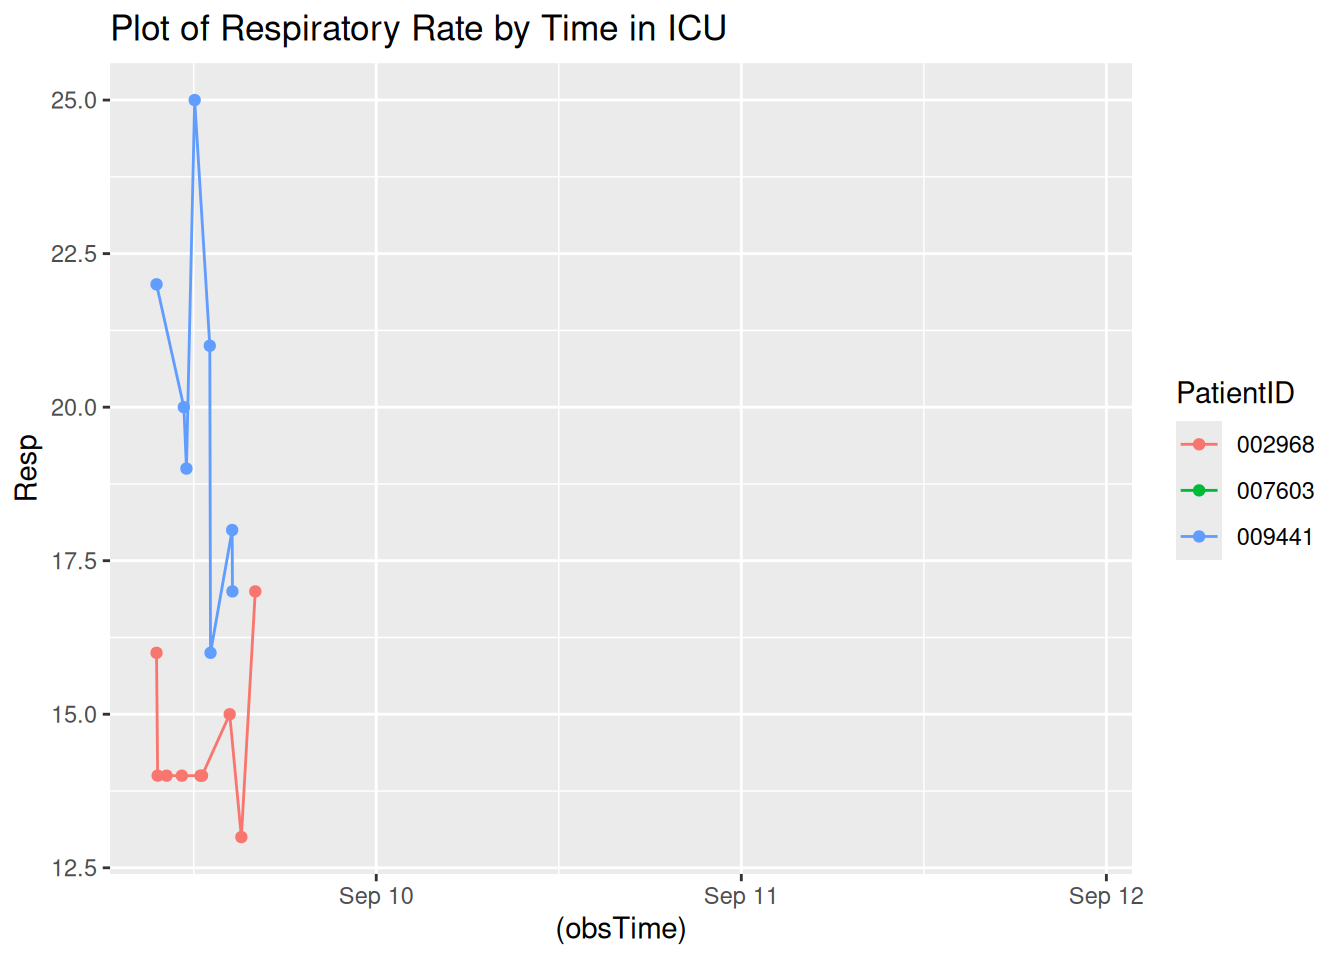 Plot of Respiratory Rate by Time in ICU
25.0
22.5
20.0
17.5
15.0
12.5
Resp
Sep 10
Sep 11
Sep 12
(obsTime)
PatientID
002968
007603
009441